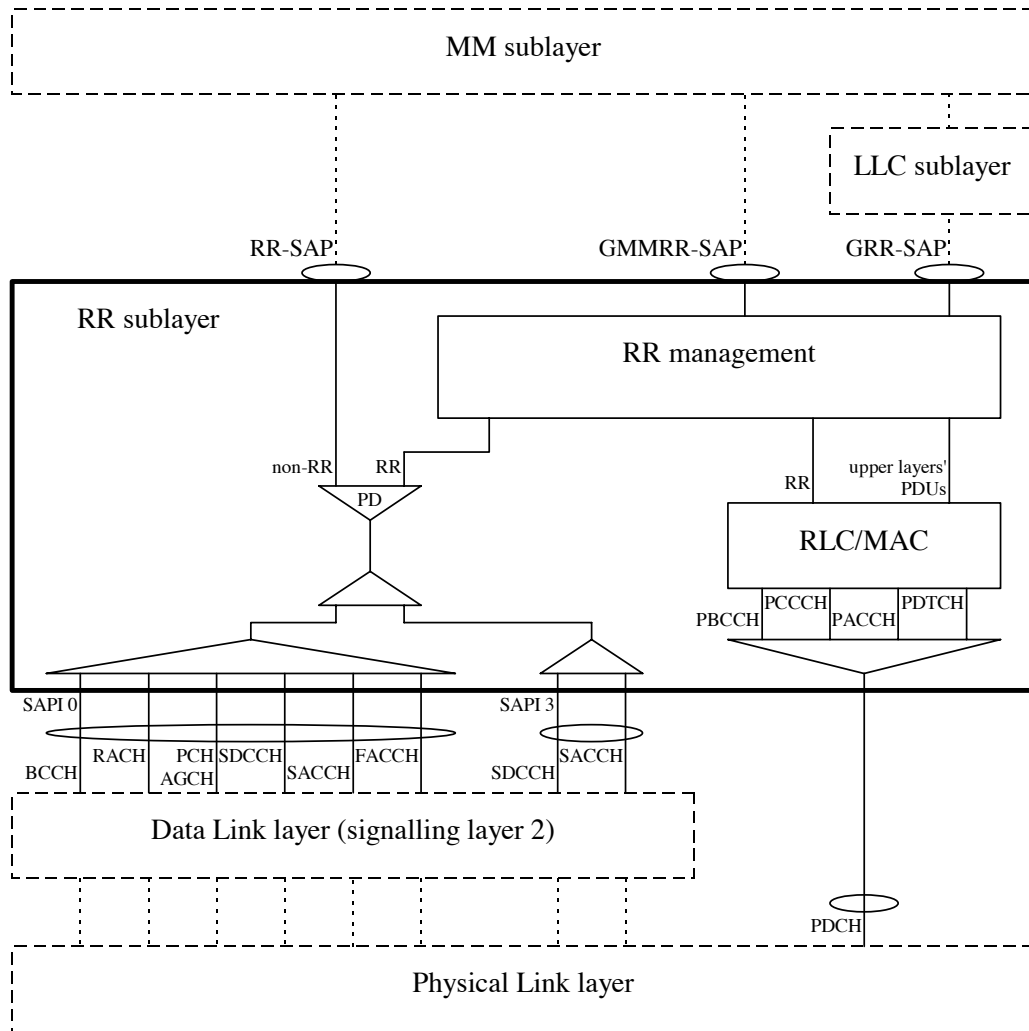 MM sublayer
LLC sublayer
RR-SAP
GMMRR-SAP
GRR-SAP
RR sublayer
RR management
non-RR
RR
PD
RR
upper layers'
PDUs
RLC/MAC
PBCCH
PCCCH
PACCH
PDTCH
SAPI 0
SAPI 3
BCCH
RACH
PCH
AGCH
SDCCH
SACCH
FACCH
SDCCH
SACCH
Data Link layer (signalling layer 2)
PDCH
Physical Link layer